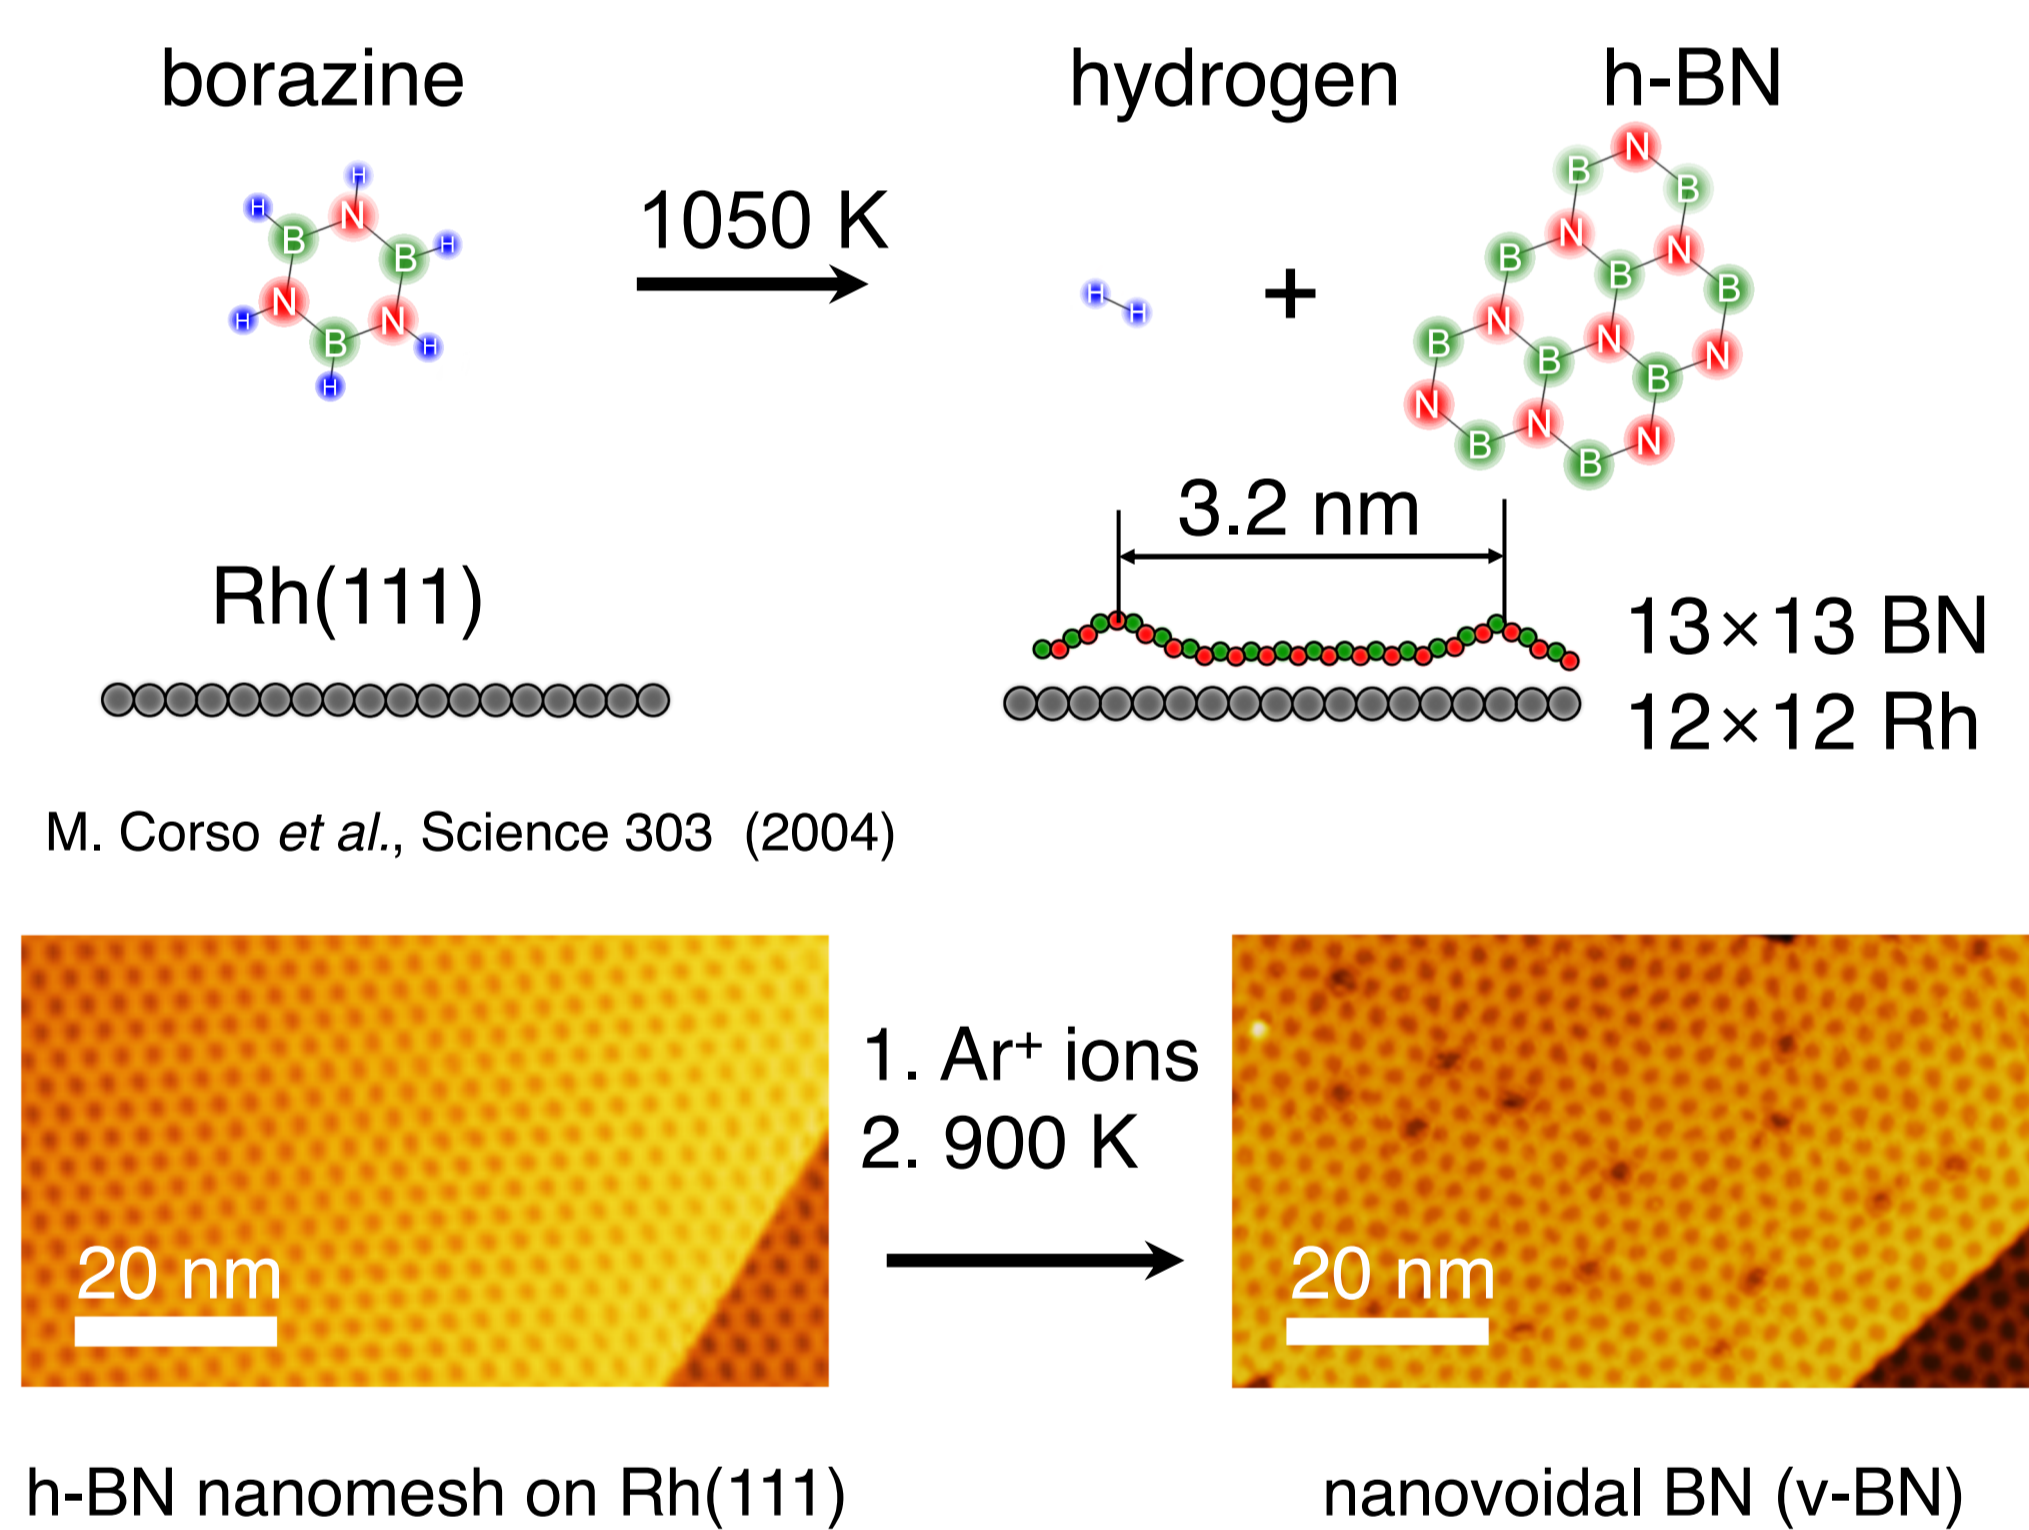 borazine
hydrogen
h-BN
H
H
N
B
B
H
N
H
N
B
H
H
1050 K
H
H
+
N
B
B
N
N
B
B
B
N
N
B
B
N
N
B
N
N
B
N
B
3.2 nm
Rh(111)
13×13 BN
12×12 Rh
M. Corso et al., Science 303 (2004)
1. Ar⁺ ions
2. 900 K
20 nm
20 nm
h-BN nanomesh on Rh(111)
nanovoidal BN (v-BN)